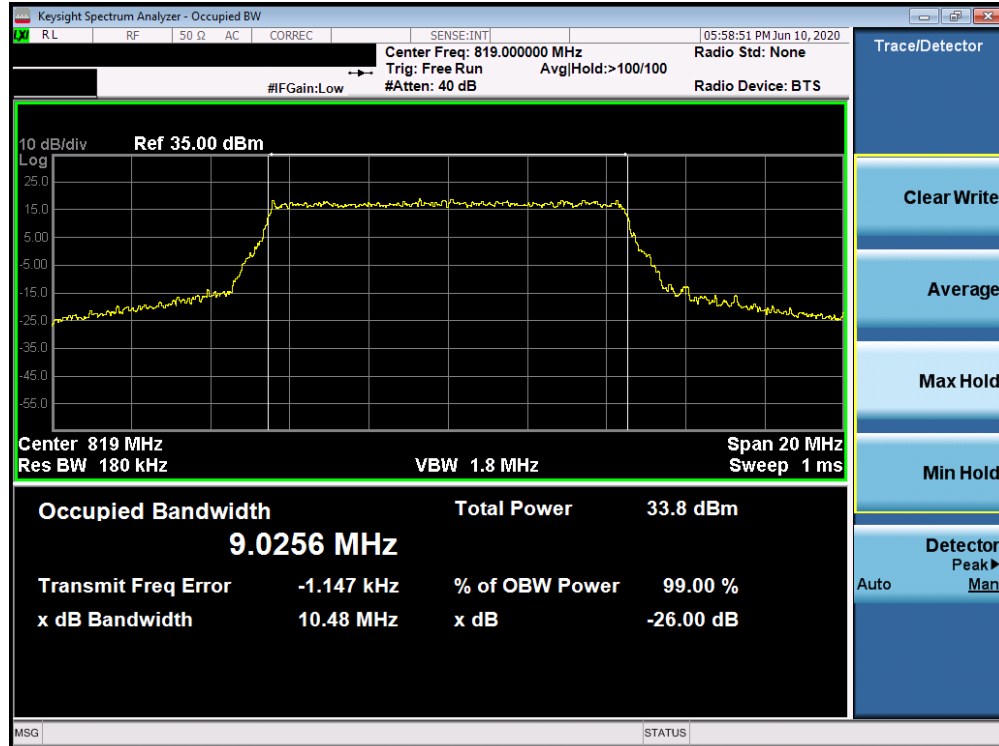 Keysight Spectrum Analyzer - Occupied BW
LXI RL RF 50 Ω AC CORREC SENSE:INT 05:58:51 PM Jun 10, 2020
Center Freq: 819.000000 MHz Radio Std: None
Trig: Free Run Avg|Hold:>100/100
#IFGain:Low #Atten: 40 dB Radio Device: BTS
Trace/Detector
10 dB/div Ref 35.00 dBm
Log
25.0
15.0
5.00
-5.00
-15.0
-25.0
-35.0
-45.0
-55.0
Center 819 MHz Span 20 MHz
Res BW 180 kHz VBW 1.8 MHz Sweep 1 ms
Clear Write
Average
Max Hold
Min Hold
Detector
Peak▶
Auto Man
Occupied Bandwidth Total Power 33.8 dBm
9.0256 MHz
Transmit Freq Error -1.147 kHz % of OBW Power 99.00 %
x dB Bandwidth 10.48 MHz x dB -26.00 dB
MSG STATUS